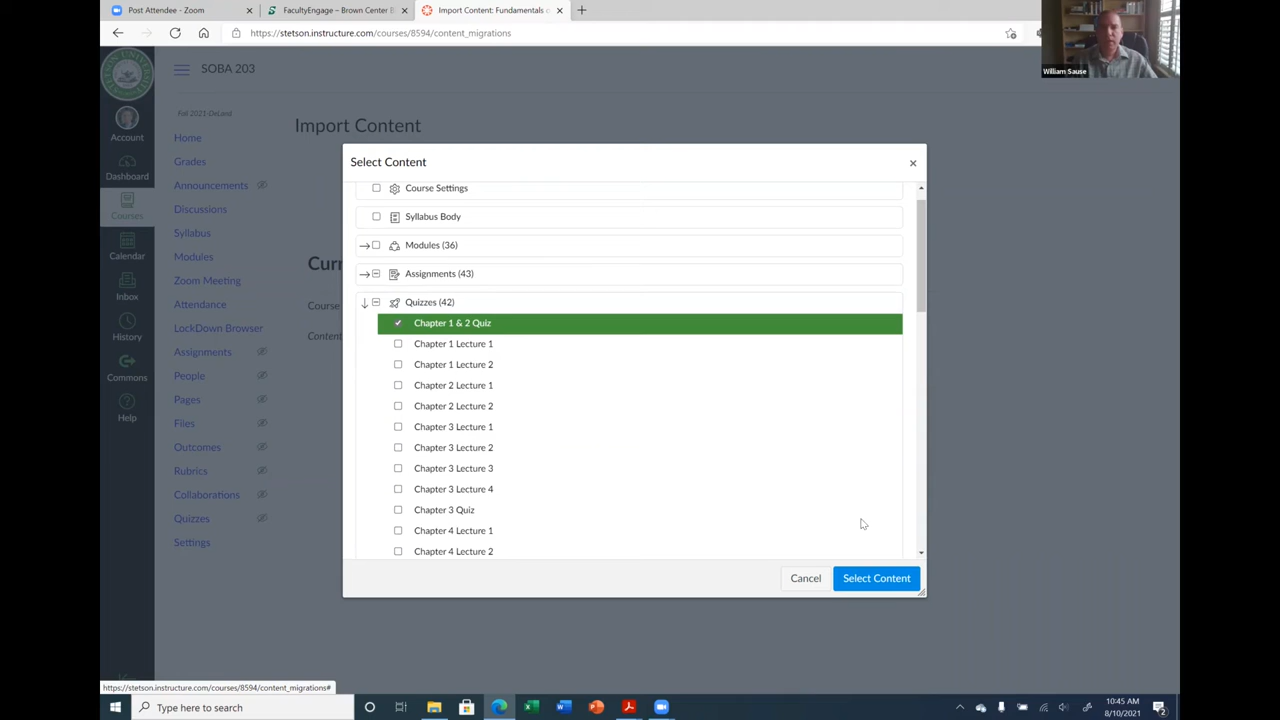 Post Attendee - Zoom
FacultyEngage – Brown Center
Import Content: Fundamentals
https://stetson.instructure.com/courses/8594/content_migrations
William Sause
SOBA 203
Fall 2021-DeLand
Import Content
Account
Dashboard
Courses
Calendar
Inbox
History
Commons
Help
Home
Grades
Announcements
Discussions
Syllabus
Modules
Zoom Meeting
Attendance
LockDown Browser
Assignments
People
Pages
Files
Outcomes
Rubrics
Collaborations
Quizzes
Settings
Course
Content
Select Content
Course Settings
Syllabus Body
Modules (36)
Assignments (43)
Quizzes (42)
Chapter 1 & 2 Quiz
Chapter 1 Lecture 1
Chapter 1 Lecture 2
Chapter 2 Lecture 1
Chapter 2 Lecture 2
Chapter 3 Lecture 1
Chapter 3 Lecture 2
Chapter 3 Lecture 3
Chapter 3 Lecture 4
Chapter 3 Quiz
Chapter 4 Lecture 1
Chapter 4 Lecture 2
Cancel
Select Content
https://stetson.instructure.com/courses/8594/content_migrations#
Type here to search
10:45 AM
8/10/2021
2